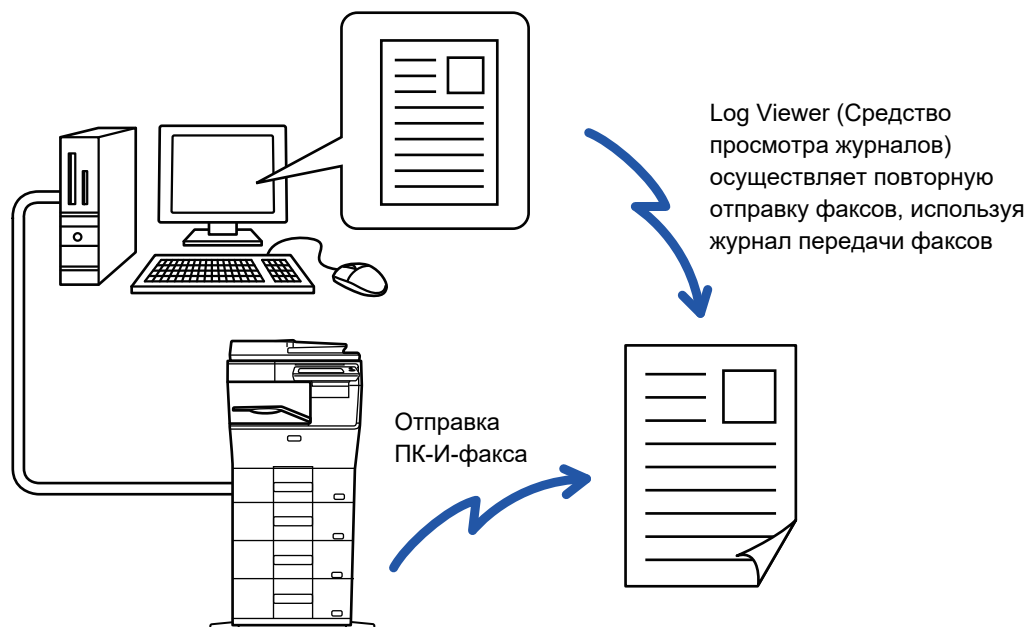 Log Viewer (Средство
просмотра журналов)
осуществляет повторную
отправку факсов, используя
журнал передачи факсов
Отправка
ПК-И-факса